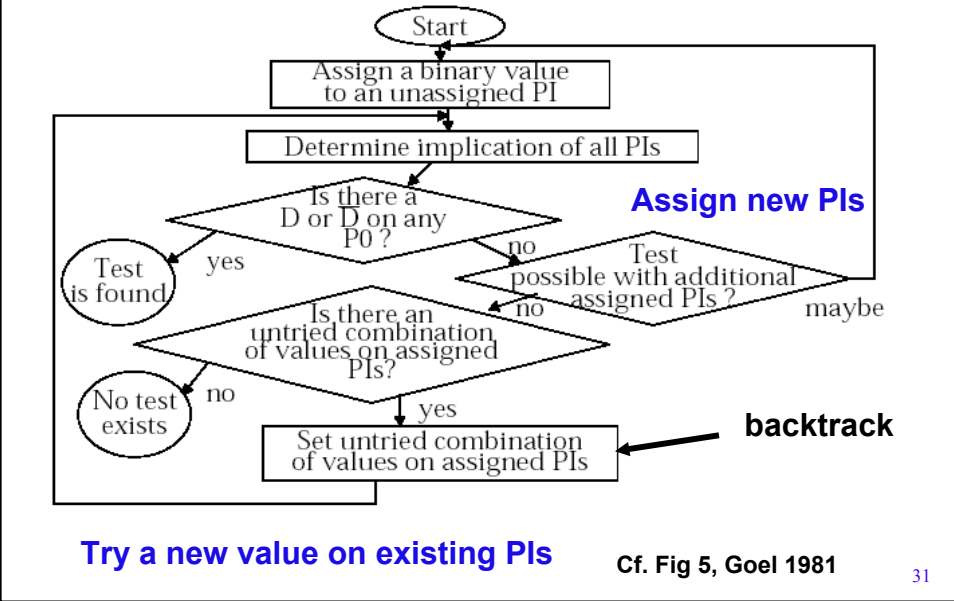 Start
Assign a binary value
to an unassigned PI
Determine implication of all PIs
Is there a
D or D̅ on any
P0 ?
Assign new PIs
yes
no
Test
is found
Test
possible with additional
assigned PIs ?
maybe
no
Is there an
untried combination
of values on assigned
PIs?
no
No test
exists
yes
backtrack
Set untried combination
of values on assigned PIs
Try a new value on existing PIs
Cf. Fig 5, Goel 1981
31